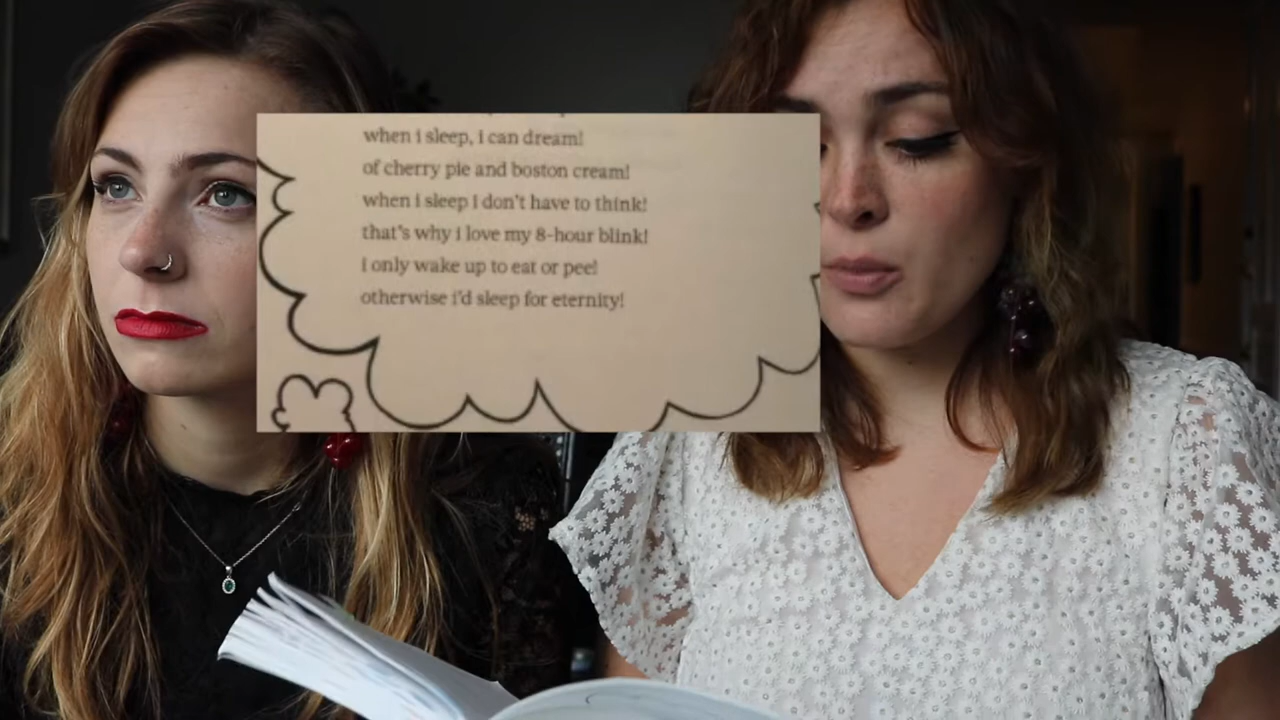 when i sleep, i can dream!
of cherry pie and boston cream!
when i sleep I don't have to think!
that's why i love my 8-hour blink!
i only wake up to eat or pee!
otherwise i'd sleep for eternity!